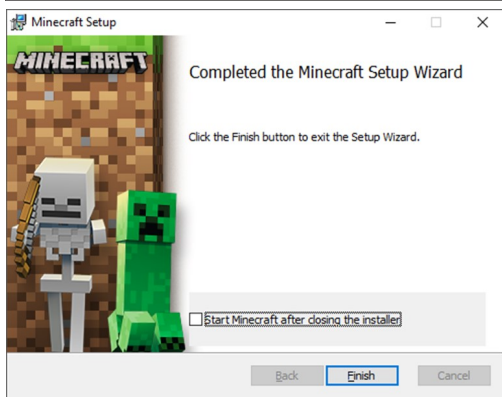 Minecraft Setup
MINECRAFT
Completed the Minecraft Setup Wizard
Click the Finish button to exit the Setup Wizard.
Start Minecraft after closing the installer
Back Finish Cancel